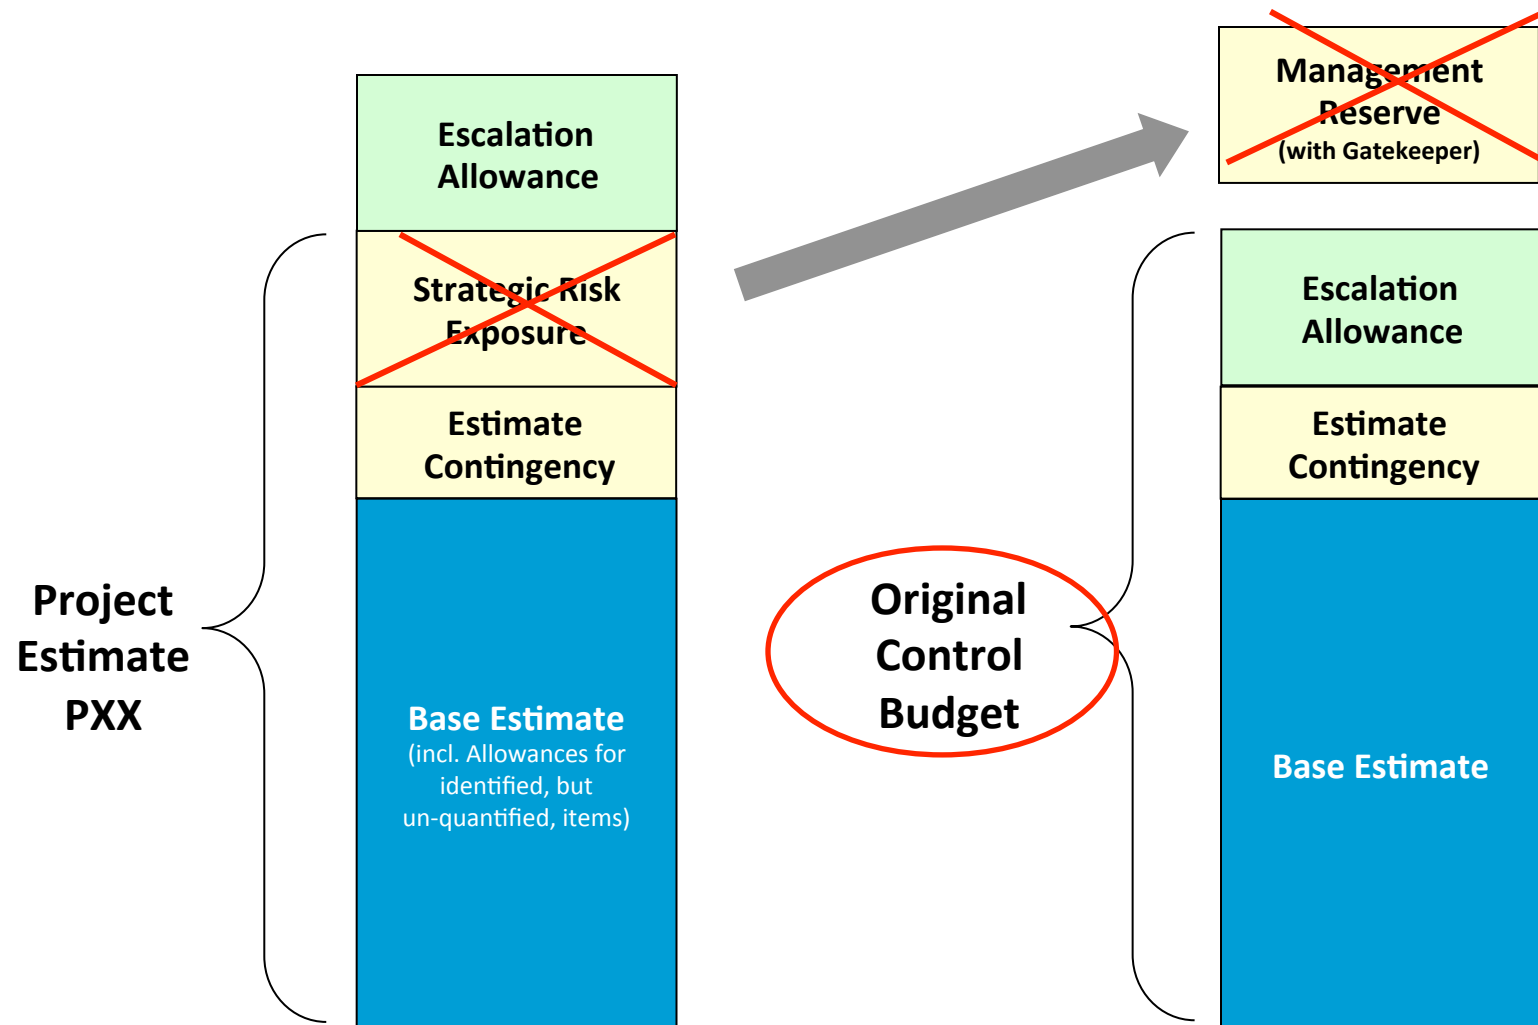 Escalation
Allowance
Strategic Risk
Exposure
Estimate
Contingency
Project
Estimate
PXX
Base Estimate
(incl. Allowances for
identified, but
un-quantified, items)
Management
Reserve
(with Gatekeeper)
Escalation
Allowance
Estimate
Contingency
Original
Control
Budget
Base Estimate